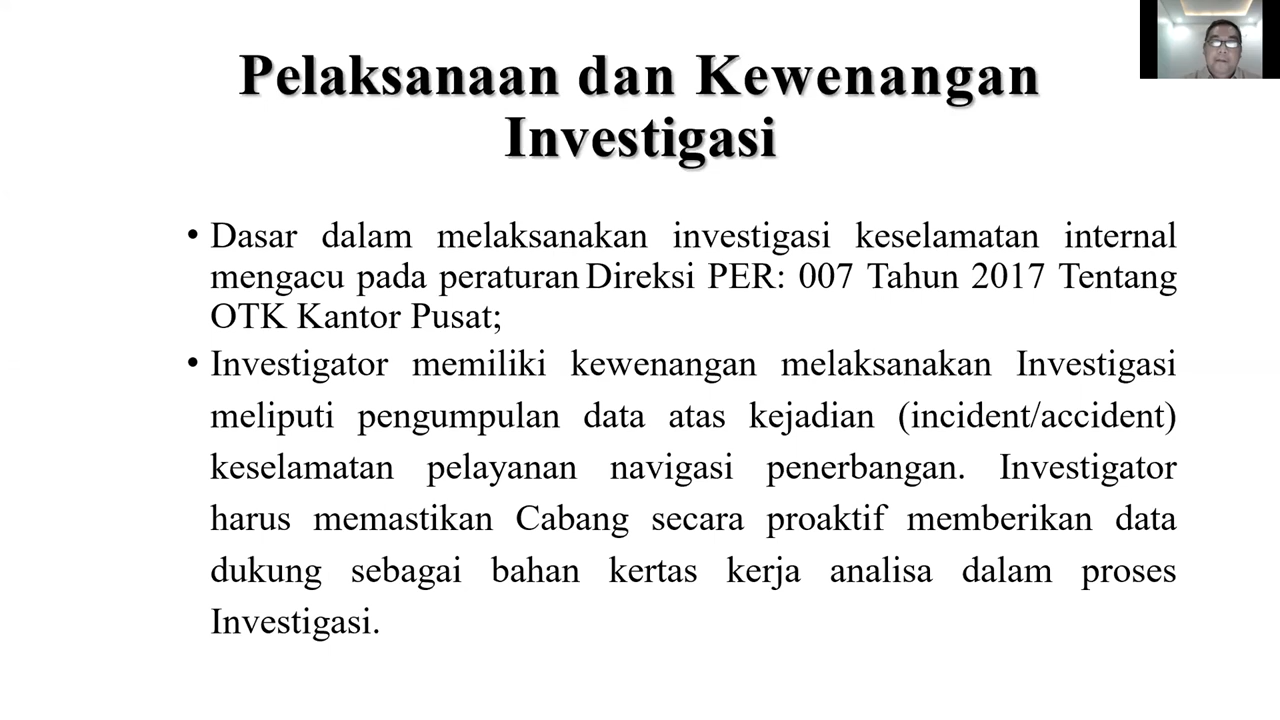 Pelaksanaan dan Kewenangan
Investigasi
• Dasar dalam melaksanakan investigasi keselamatan internal
mengacu pada peraturan Direksi PER: 007 Tahun 2017 Tentang
OTK Kantor Pusat;
• Investigator memiliki kewenangan melaksanakan Investigasi
meliputi pengumpulan data atas kejadian (incident/accident)
keselamatan pelayanan navigasi penerbangan. Investigator
harus memastikan Cabang secara proaktif memberikan data
dukung sebagai bahan kertas kerja analisa dalam proses
Investigasi.